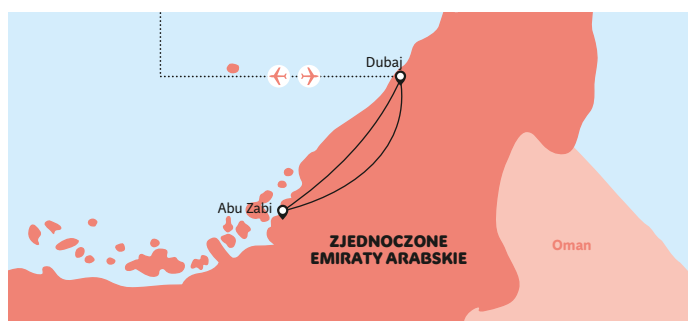 Dubaj
Abu Zabi
ZJEDNOCZONE
EMIRATY ARABSKIE
Oman